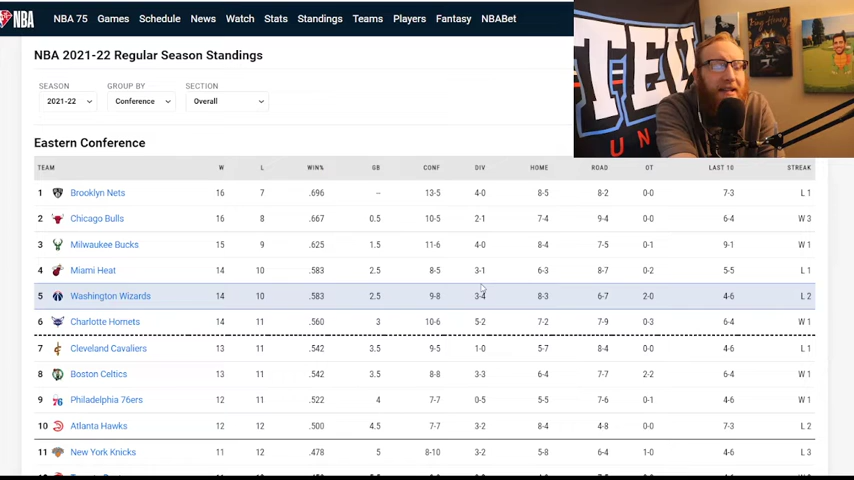 NBA NBA 75 Games Schedule News Watch Stats Standings Teams Players Fantasy NBABet
NBA 2021-22 Regular Season Standings
SEASON GROUP BY SECTION
2021-22 Conference Overall
Eastern Conference
TEAM W L WIN% GB CONF DIV HOME ROAD OT LAST 10 STREAK
1 Brooklyn Nets 16 7 .696 -- 13-5 4-0 8-5 8-2 0-0 7-3 L 1
2 Chicago Bulls 16 8 .667 0.5 10-5 2-1 7-4 9-4 0-0 6-4 W 3
3 Milwaukee Bucks 15 9 .625 1.5 11-6 4-0 8-4 7-5 0-1 9-1 W 1
4 Miami Heat 14 10 .583 2.5 8-5 3-1 6-3 8-7 0-2 5-5 L 1
5 Washington Wizards 14 10 .583 2.5 9-8 3-4 8-3 6-7 2-0 4-6 L 2
6 Charlotte Hornets 14 11 .560 3 10-6 5-2 7-2 7-9 0-3 6-4 W 1
7 Cleveland Cavaliers 13 11 .542 3.5 9-5 1-0 5-7 8-4 0-0 4-6 L 1
8 Boston Celtics 13 11 .542 3.5 8-8 3-3 6-4 7-7 2-2 6-4 W 1
9 Philadelphia 76ers 12 11 .522 4 7-7 0-5 5-5 7-6 0-1 4-6 W 1
10 Atlanta Hawks 12 12 .500 4.5 7-7 3-2 8-4 4-8 0-0 7-3 L 2
11 New York Knicks 11 12 .478 5 8-10 3-2 5-8 6-4 1-0 4-6 L 3